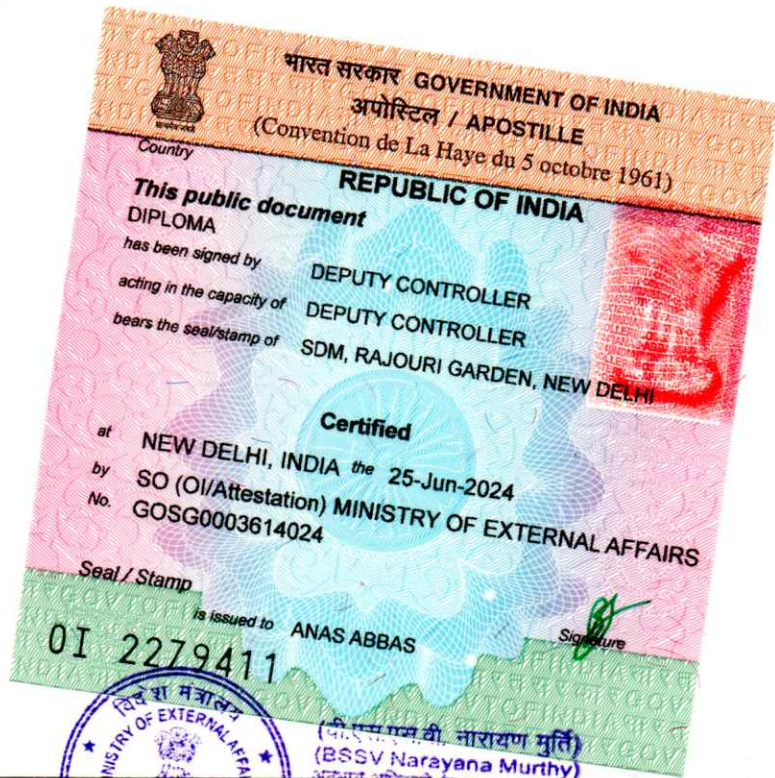 भारत सरकार GOVERNMENT OF INDIA
अपोस्टिल / APOSTILLE
(Convention de La Haye du 5 octobre 1961)
Country
REPUBLIC OF INDIA
This public document
DIPLOMA
has been signed by DEPUTY CONTROLLER
acting in the capacity of DEPUTY CONTROLLER
bears the seal/stamp of SDM, RAJOURI GARDEN, NEW DELHI
Certified
at NEW DELHI, INDIA the 25-Jun-2024
by SO (OI/Attestation) MINISTRY OF EXTERNAL AFFAIRS
No. GOSG0003614024
Seal / Stamp
is issued to ANAS ABBAS
Signature
OI 2279411
विदेश मंत्रालय
MINISTRY OF EXTERNAL AFFAIRS
(बी.एस.एस.वी. नारायण मुर्ति)
(BSSV Narayana Murthy)